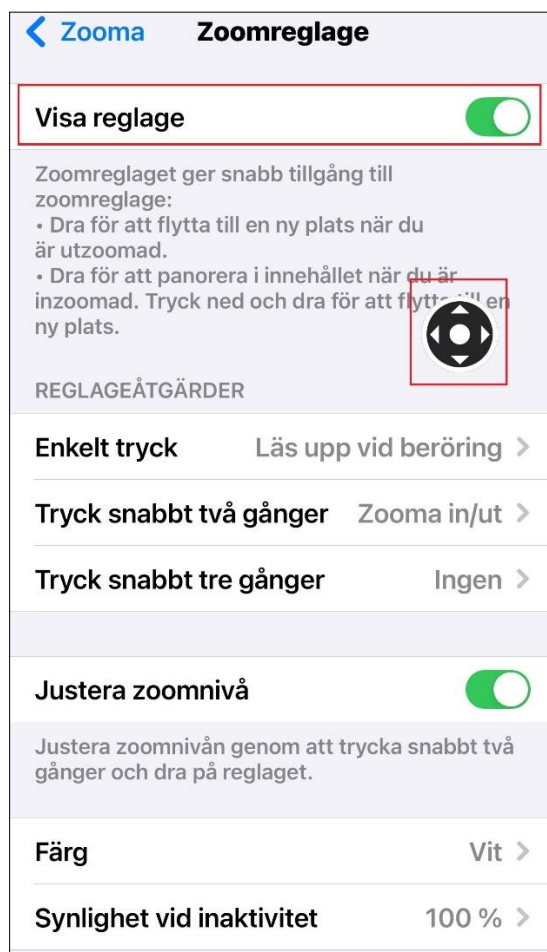 Zooma Zoomreglage
Visa reglage
Zoomreglaget ger snabb tillgång till
zoomreglage:
• Dra för att flytta till en ny plats när du
är utzoomad.
• Dra för att panorera i innehållet när du är
inzoomad. Tryck ned och dra för att flytta till en
ny plats.
REGLAGEÅTGÄRDER
Enkelt tryck Läs upp vid beröring
Tryck snabbt två gånger Zooma in/ut
Tryck snabbt tre gånger Ingen
Justera zoomnivå
Justera zoomnivån genom att trycka snabbt två
gånger och dra på reglaget.
Färg Vit
Synlighet vid inaktivitet 100 %